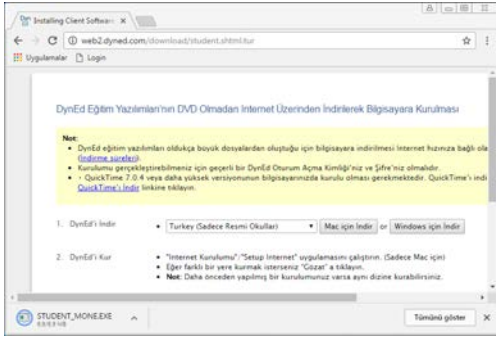 Installing Client Software
web2.dyned.com/download/student.shtml.tur
Uygulamalar Login
DynEd Eğitim Yazılımları'nın DVD Olmadan Internet Üzerinden İndirilerek Bilgisayara Kurulması
Not:
• DynEd eğitim yazılımları oldukça büyük dosyalardan oluştuğu için bilgisayara indirilmesi Internet hızınıza bağlı ola
(İndirme süreleri).
• Kurulumu gerçekleştirebilmeniz için geçerli bir DynEd Oturum Açma Kimliği'niz ve Şifre'niz olmalıdır.
• - QuickTime 7.0.4 veya daha yüksek versiyonunun bilgisayarınızda kurulu olması gerekmektedir. QuickTime'ı indi
QuickTime'ı İndir linkine tıklayın.
1. DynEd'i İndir • Turkey (Sadece Resmi Okullar) Mac için İndir or Windows için İndir
2. DynEd'i Kur • "Internet Kurulumu"/"Setup Internet" uygulamasını çalıştırın. (Sadece Mac için)
• Eğer farklı bir yere kurmak isterseniz "Gözat" a tıklayın.
• Not: Daha önceden yapılmış bir kurulumunuz varsa aynı dizine kurabilirsiniz.
STUDENT_MONE.EXE
Tümünü göster